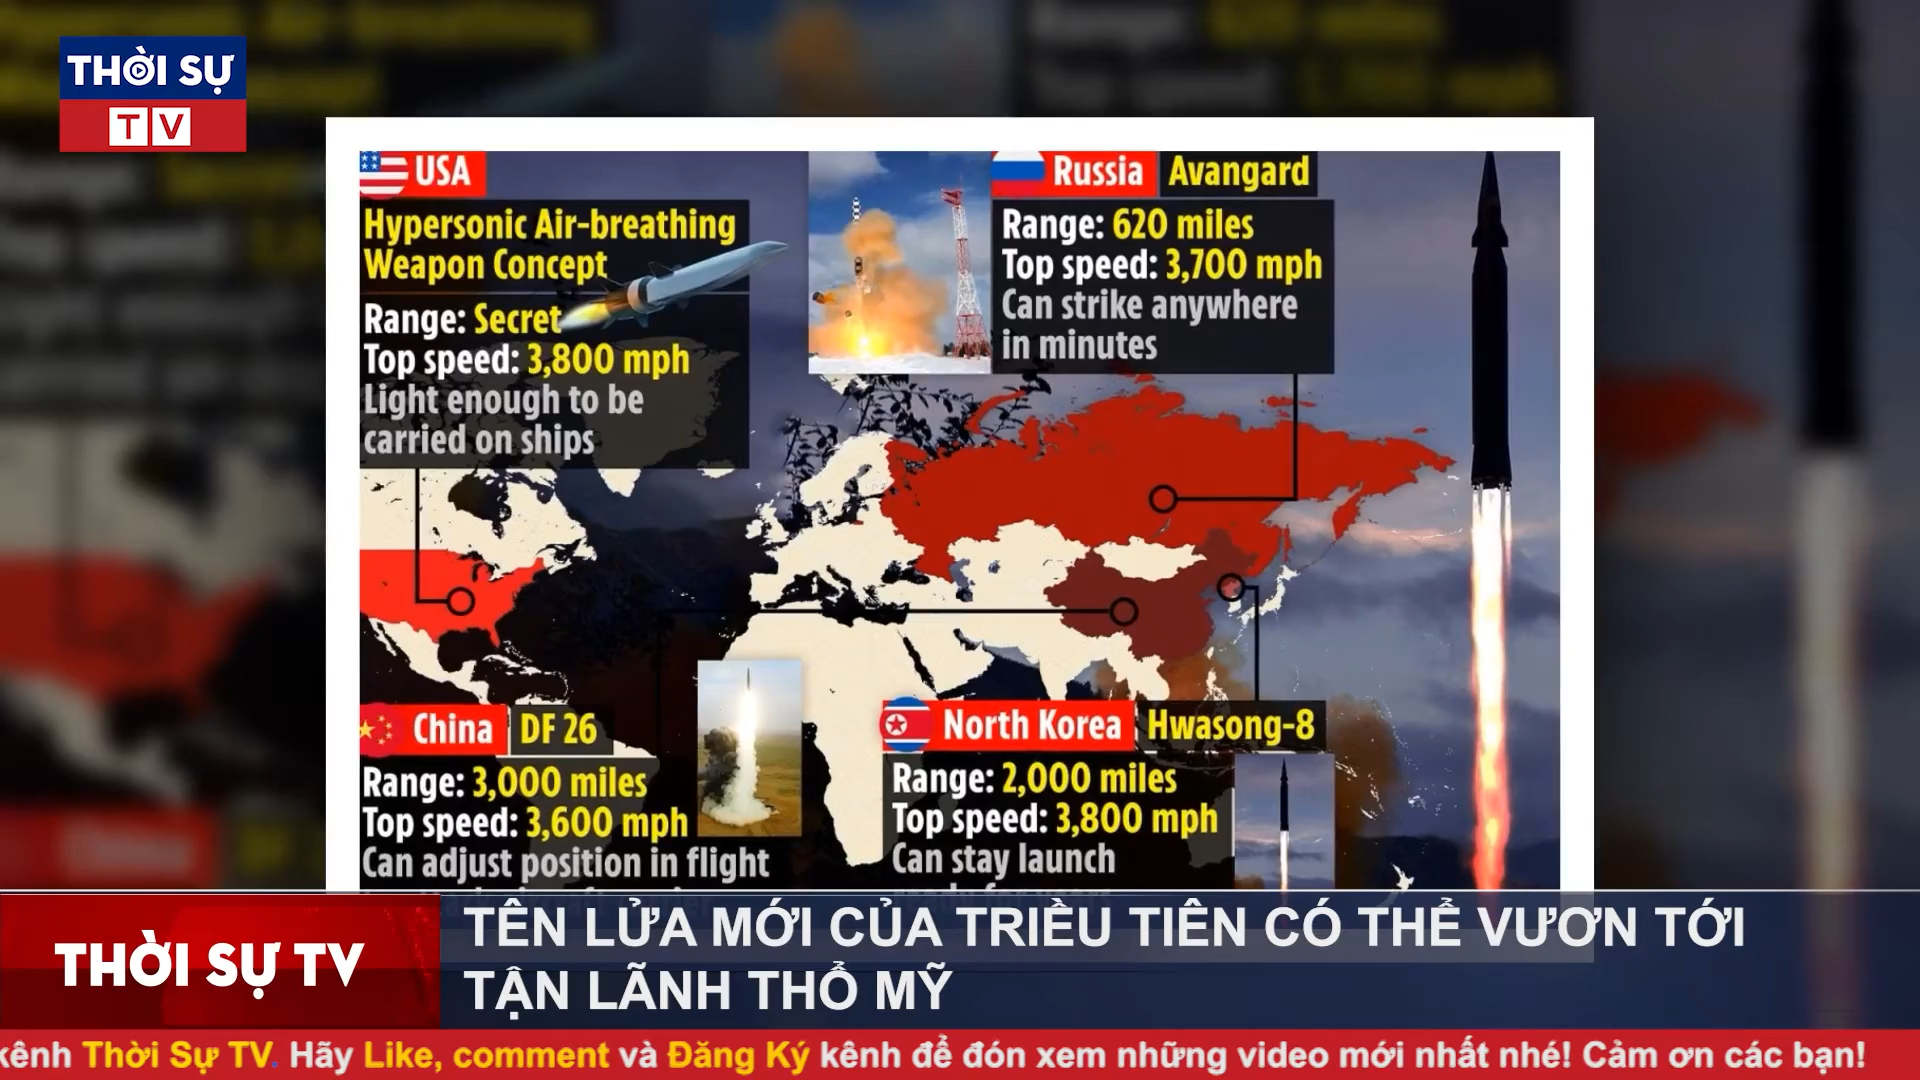 THỜI SỰ
TV
USA
Hypersonic Air-breathing
Weapon Concept
Range: Secret
Top speed: 3,800 mph
Light enough to be
carried on ships
Russia Avangard
Range: 620 miles
Top speed: 3,700 mph
Can strike anywhere
in minutes
China DF 26
Range: 3,000 miles
Top speed: 3,600 mph
Can adjust position in flight
North Korea Hwasong-8
Range: 2,000 miles
Top speed: 3,800 mph
Can stay launch
ready for years
THỜI SỰ TV
TÊN LỬA MỚI CỦA TRIỀU TIÊN CÓ THỂ VƯƠN TỚI
TẬN LÃNH THỔ MỸ
kênh Thời Sự TV. Hãy Like, comment và Đăng Ký kênh để đón xem những video mới nhất nhé! Cảm ơn các bạn!